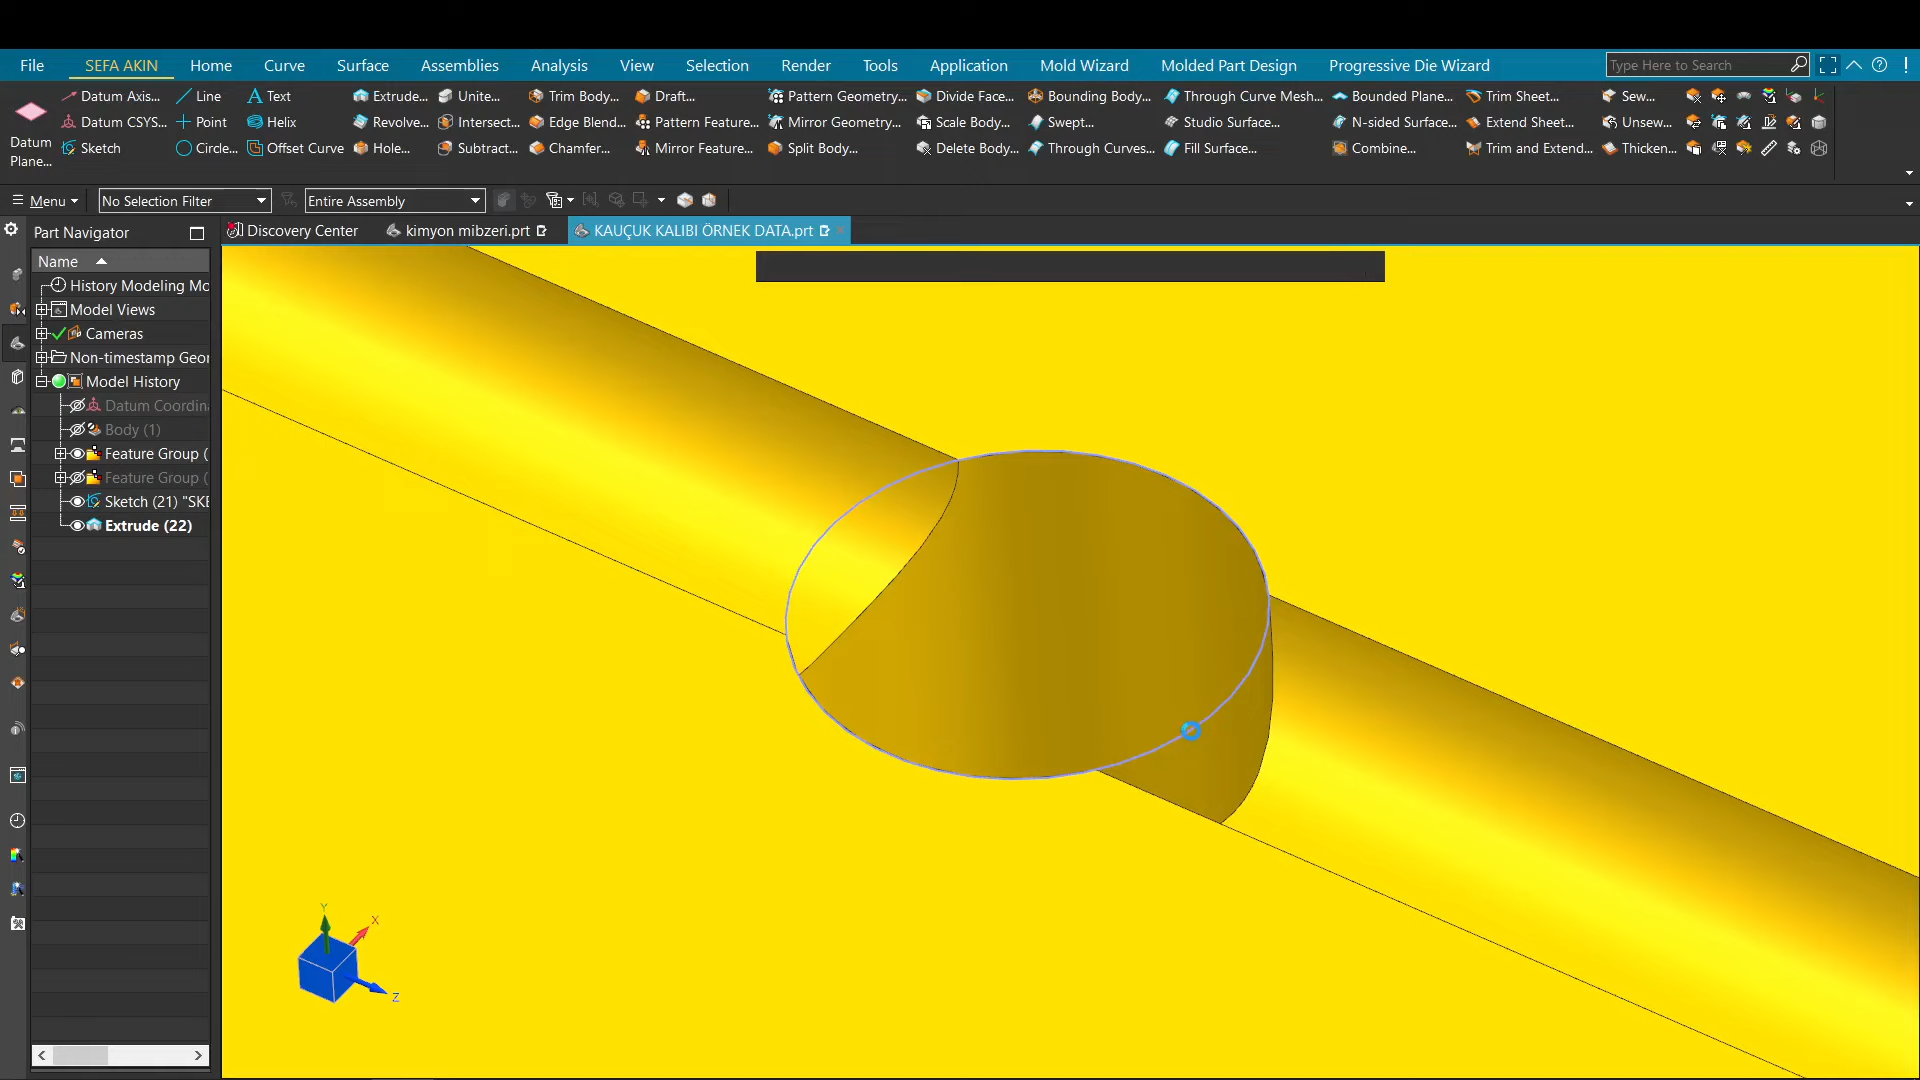 File SEFA AKIN Home Curve Surface Assemblies Analysis View Selection Render Tools Application Mold Wizard Molded Part Design Progressive Die Wizard Type Here to Search
Datum Axis... Line Text Extrude... Unite... Trim Body... Draft... Pattern Geometry... Divide Face... Bounding Body... Through Curve Mesh... Bounded Plane... Trim Sheet... Sew...
Datum CSYS... Point Helix Revolve... Intersect... Edge Blend... Pattern Feature... Mirror Geometry... Scale Body... Swept... Studio Surface... N-sided Surface... Extend Sheet... Unsew...
Datum Plane... Sketch Circle... Offset Curve Hole... Subtract... Chamfer... Mirror Feature... Split Body... Delete Body... Through Curves... Fill Surface... Combine... Trim and Extend... Thicken...
Menu No Selection Filter Entire Assembly
Part Navigator Discovery Center kimyon mibzeri.prt KAUÇUK KALIBI ÖRNEK DATA.prt
Name
History Modeling Mo
Model Views
Cameras
Non-timestamp Geor
Model History
Datum Coordin
Body (1)
Feature Group (
Feature Group (
Sketch (21) "SKE
Extrude (22)
Y
X
Z